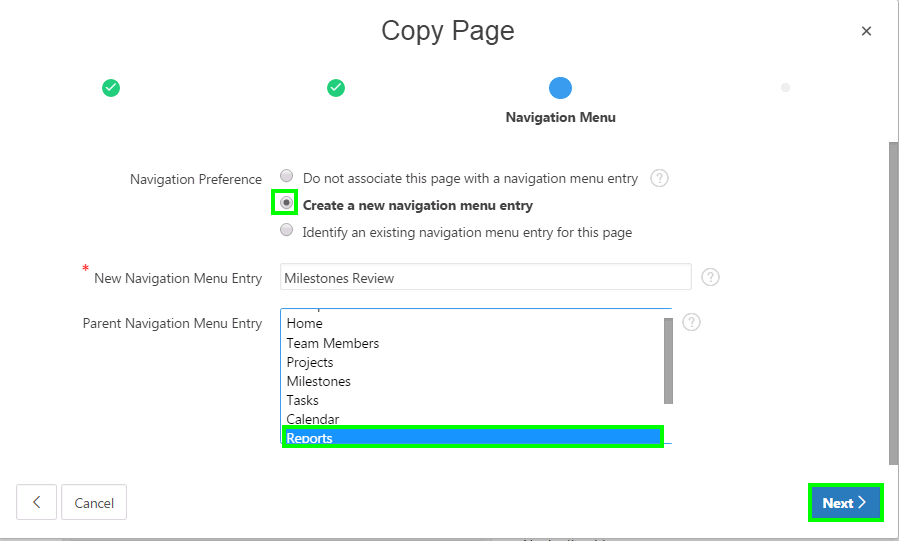 Copy Page
×
Navigation Menu
Navigation Preference
Do not associate this page with a navigation menu entry ?
Create a new navigation menu entry
Identify an existing navigation menu entry for this page
* New Navigation Menu Entry
Milestones Review ?
Parent Navigation Menu Entry
Home ?
Team Members
Projects
Milestones
Tasks
Calendar
Reports
< Cancel
Next >